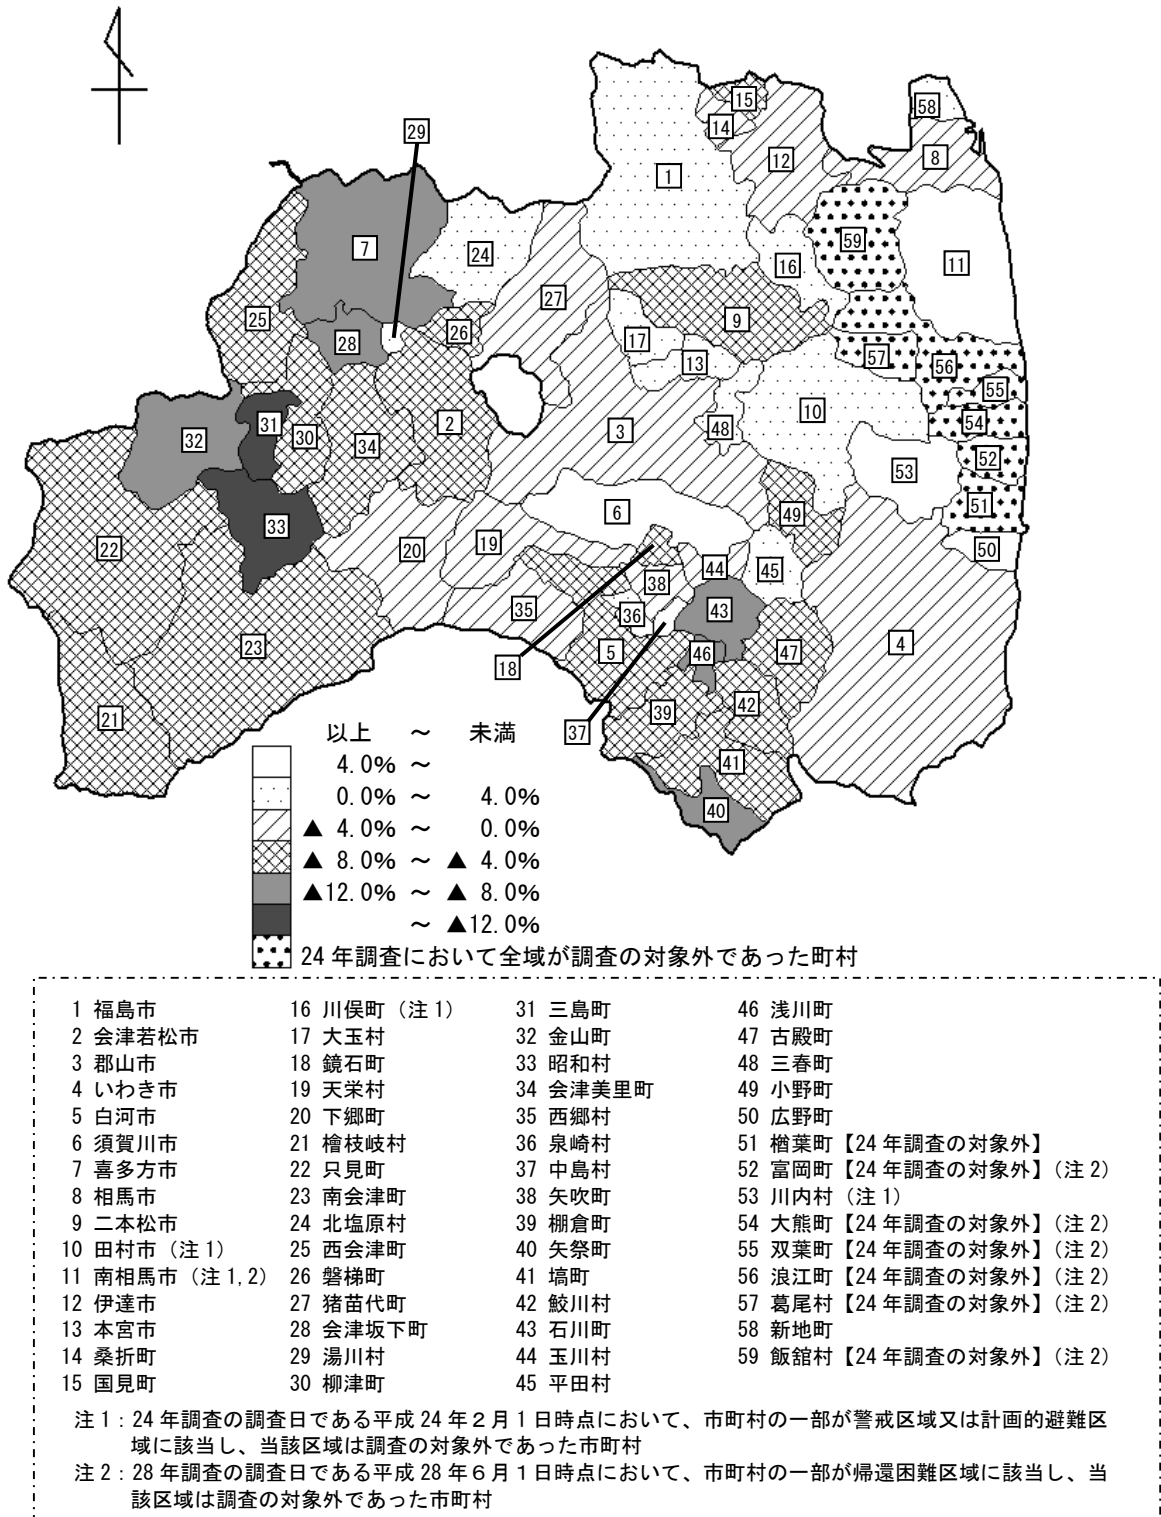 58
15
14
8
12
29
1
59
11
7
24
16
27
25
9
26
28
17
57
56
13
55
10
31
2
3
48
54
32
30
34
52
53
51
6
49
33
50
22
20
19
44
45
38
35
36
43
4
23
5
46
47
18
21
39
42
37
41
40
以上 ～ 未満
4.0% ～
0.0% ～ 4.0%
▲ 4.0% ～ 0.0%
▲ 8.0% ～ ▲ 4.0%
▲12.0% ～ ▲ 8.0%
～ ▲12.0%
24年調査において全域が調査の対象外であった町村
1 福島市
2 会津若松市
3 郡山市
4 いわき市
5 白河市
6 須賀川市
7 喜多方市
8 相馬市
9 二本松市
10 田村市（注1）
11 南相馬市（注1,2）
12 伊達市
13 本宮市
14 桑折町
15 国見町
16 川俣町（注1）
17 大玉村
18 鏡石町
19 天栄村
20 下郷町
21 檜枝岐村
22 只見町
23 南会津町
24 北塩原村
25 西会津町
26 磐梯町
27 猪苗代町
28 会津坂下町
29 湯川村
30 柳津町
31 三島町
32 金山町
33 昭和村
34 会津美里町
35 西郷村
36 泉崎村
37 中島村
38 矢吹町
39 棚倉町
40 矢祭町
41 塙町
42 鮫川村
43 石川町
44 玉川村
45 平田村
46 浅川町
47 古殿町
48 三春町
49 小野町
50 広野町
51 楢葉町【24年調査の対象外】
52 富岡町【24年調査の対象外】（注2）
53 川内村（注1）
54 大熊町【24年調査の対象外】（注2）
55 双葉町【24年調査の対象外】（注2）
56 浪江町【24年調査の対象外】（注2）
57 葛尾村【24年調査の対象外】（注2）
58 新地町
59 飯舘村【24年調査の対象外】（注2）
注1：24年調査の調査日である平成24年２月１日時点において、市町村の一部が警戒区域又は計画的避難区
域に該当し、当該区域は調査の対象外であった市町村
注2：28年調査の調査日である平成28年６月１日時点において、市町村の一部が帰還困難区域に該当し、当
該区域は調査の対象外であった市町村